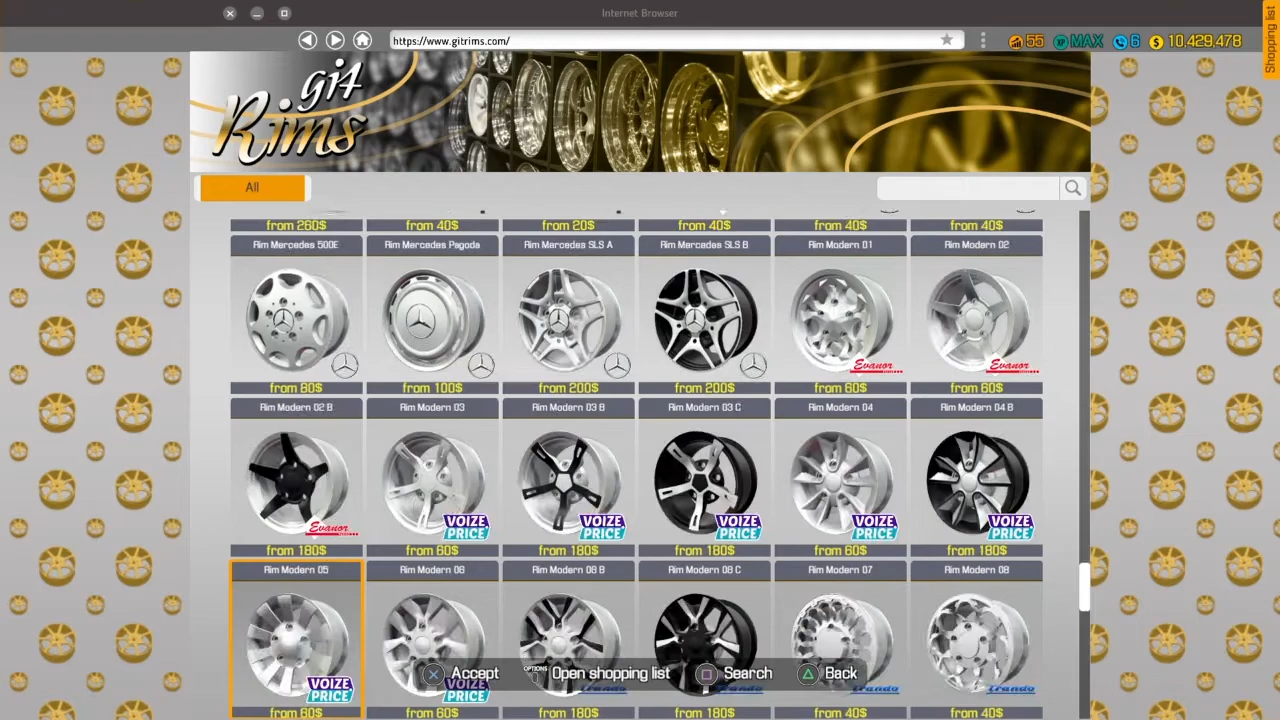 Internet Browser
https://www.gitrims.com/
55 XP MAX 6 $ 10,429,478
Shopping list
git Rims
All
from 260$ from 40$ from 20$ from 40$ from 40$ from 40$
Rim Mercedes 500E Rim Mercedes Pagoda Rim Mercedes SLS A Rim Mercedes SLS B Rim Modern 01 Rim Modern 02
Evanor Evanor
from 80$ from 100$ from 200$ from 200$ from 60$ from 60$
Rim Modern 02 B Rim Modern 03 Rim Modern 03 B Rim Modern 03 C Rim Modern 04 Rim Modern 04 B
Evanor VOIZE PRICE VOIZE PRICE VOIZE PRICE VOIZE PRICE VOIZE PRICE
from 180$ from 60$ from 180$ from 180$ from 60$ from 180$
Rim Modern 05 Rim Modern 06 Rim Modern 06 B Rim Modern 06 C Rim Modern 07 Rim Modern 08
Accept OPTIONS Open shopping list Search Back
VOIZE PRICE VOIZE PRICE
from 60$ from 180$ from 180$ from 40$ from 40$